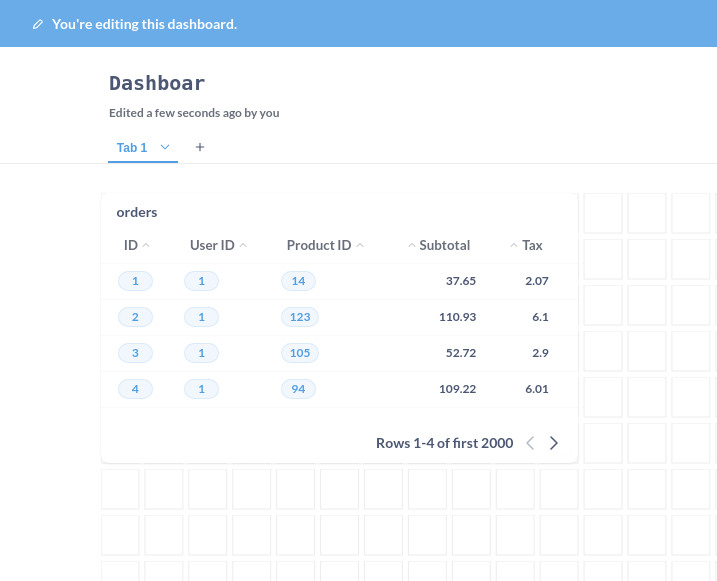 You're editing this dashboard.
Dashboar
Edited a few seconds ago by you
Tab 1 +
orders
ID User ID Product ID Subtotal Tax
1 1 14 37.65 2.07
2 1 123 110.93 6.1
3 1 105 52.72 2.9
4 1 94 109.22 6.01
Rows 1-4 of first 2000